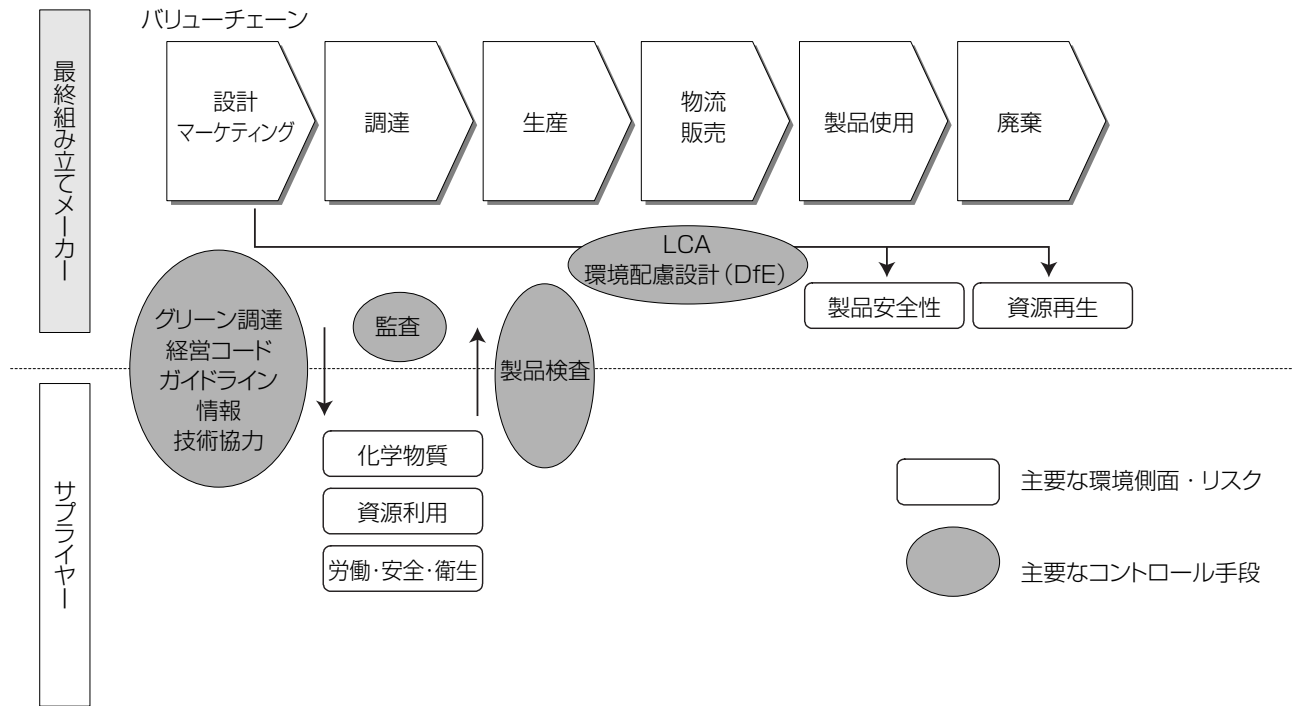 バリューチェーン
最終組み立てメーカー
設計
マーケティング
調達
生産
物流
販売
製品使用
廃棄
LCA
環境配慮設計(DfE)
製品安全性
資源再生
グリーン調達
経営コード
ガイドライン
情報
技術協力
監査
製品検査
サプライヤー
化学物質
資源利用
労働・安全・衛生
主要な環境側面・リスク
主要なコントロール手段